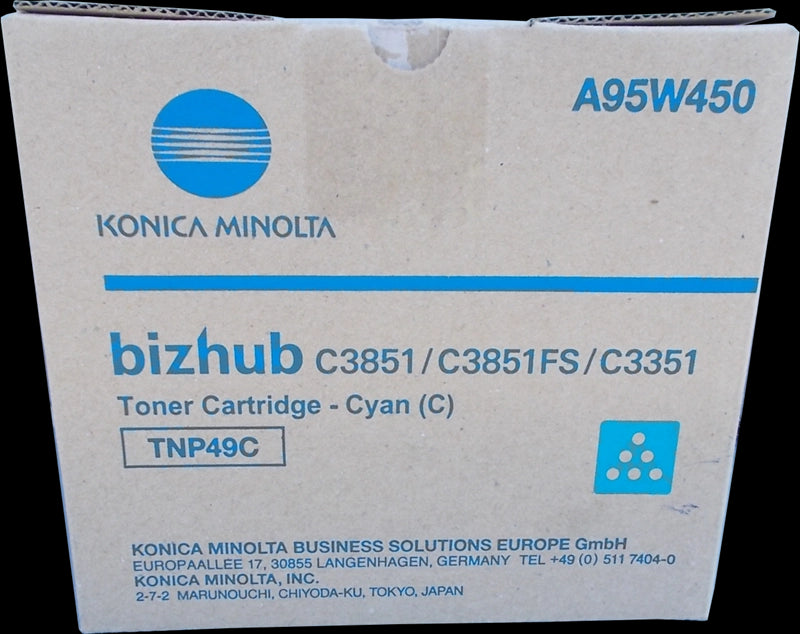 A95W450
KONICA MINOLTA
bizhub C3851/C3851FS/C3351
Toner Cartridge - Cyan (C)
TNP49C
KONICA MINOLTA BUSINESS SOLUTIONS EUROPE GmbH
EUROPAALLEE 17, 30855 LANGENHAGEN, GERMANY TEL +49 (0) 511 7404-0
KONICA MINOLTA, INC.
2-7-2 MARUNOUCHI, CHIYODA-KU, TOKYO, JAPAN